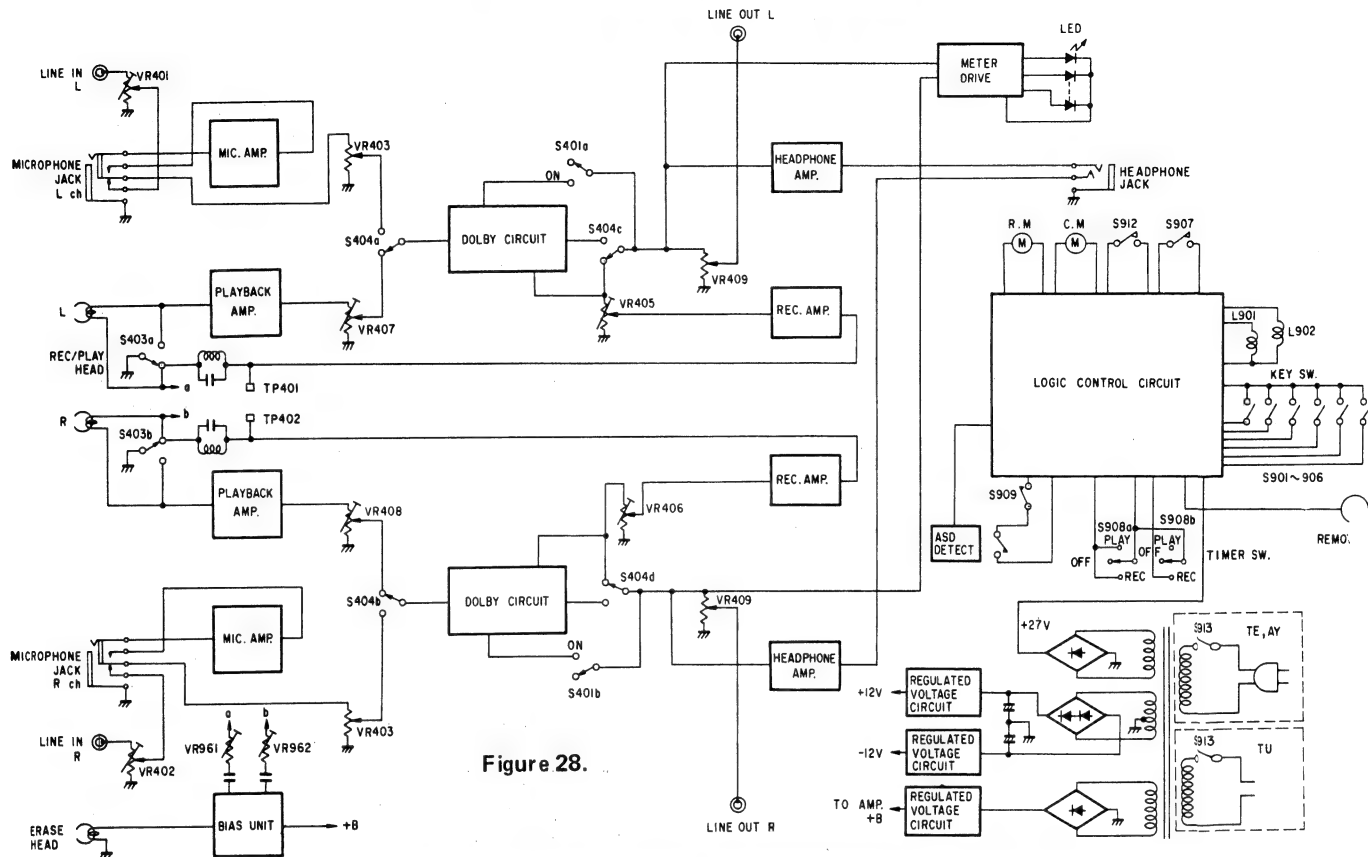 LINE OUT L
LED
LINE IN
L
VR401
METER
DRIVE
MIC. AMP.
VR403
S401a
ON
HEADPHONE
AMP.
HEADPHONE
JACK
MICROPHONE
JACK
L ch
S404a
DOLBY CIRCUIT
S404c
R.M
C.M
S912
S907
M
M
VR409
L
PLAYBACK
AMP.
VR407
VR405
REC. AMP.
L901
L902
S403a
REC/PLAY
HEAD
a
TP401
LOGIC CONTROL CIRCUIT
KEY SW.
R
b
TP402
S403b
S901~906
PLAYBACK
AMP.
VR408
VR406
REC. AMP.
S909
ASD
DETECT
S908a
PLAY
OFF
REC
S908b
PLAY
OFF
REC
TIMER SW.
REMO
S404b
DOLBY CIRCUIT
S404d
VR409
MIC. AMP.
MICROPHONE
JACK
R ch
ON
S401b
HEADPHONE
AMP.
+27V
S913
TE, AY
+12V
REGULATED
VOLTAGE
CIRCUIT
VR403
a
b
VR961
VR962
LINE IN
R
VR402
Figure 28.
-12V
REGULATED
VOLTAGE
CIRCUIT
S913
TU
TO AMP.
+B
REGULATED
VOLTAGE
CIRCUIT
ERASE
HEAD
BIAS UNIT
+B
LINE OUT R